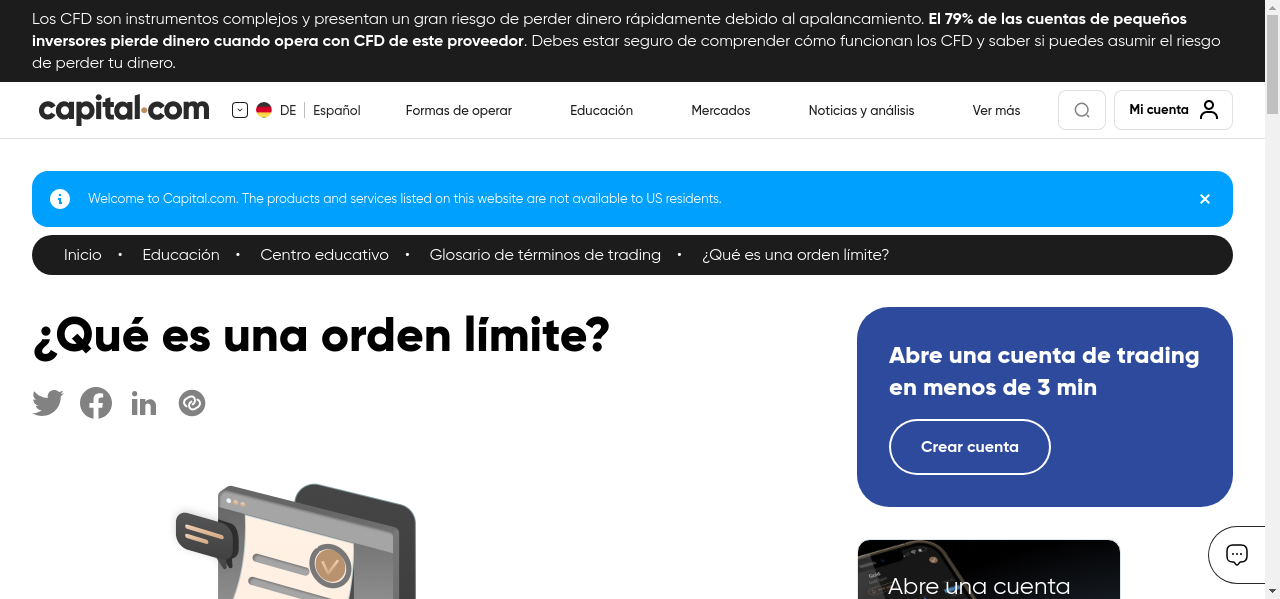 Los CFD son instrumentos complejos y presentan un gran riesgo de perder dinero rápidamente debido al apalancamiento. El 79% de las cuentas de pequeños
inversores pierde dinero cuando opera con CFD de este proveedor. Debes estar seguro de comprender cómo funcionan los CFD y saber si puedes asumir el riesgo
de perder tu dinero.
capital.com DE Español Formas de operar Educación Mercados Noticias y análisis Ver más Mi cuenta
Welcome to Capital.com. The products and services listed on this website are not available to US residents.
Inicio • Educación • Centro educativo • Glosario de términos de trading • ¿Qué es una orden límite?
¿Qué es una orden límite?
Abre una cuenta de trading
en menos de 3 min
Crear cuenta
Abre una cuenta